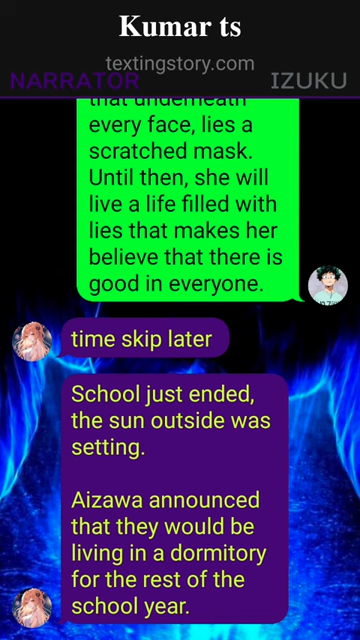 Kumar ts
textingstory.com
NARRATOR
IZUKU
that underneath
every face, lies a
scratched mask.
Until then, she will
live a life filled with
lies that makes her
believe that there is
good in everyone.
time skip later
School just ended,
the sun outside was
setting.
Aizawa announced
that they would be
living in a dormitory
for the rest of the
school year.